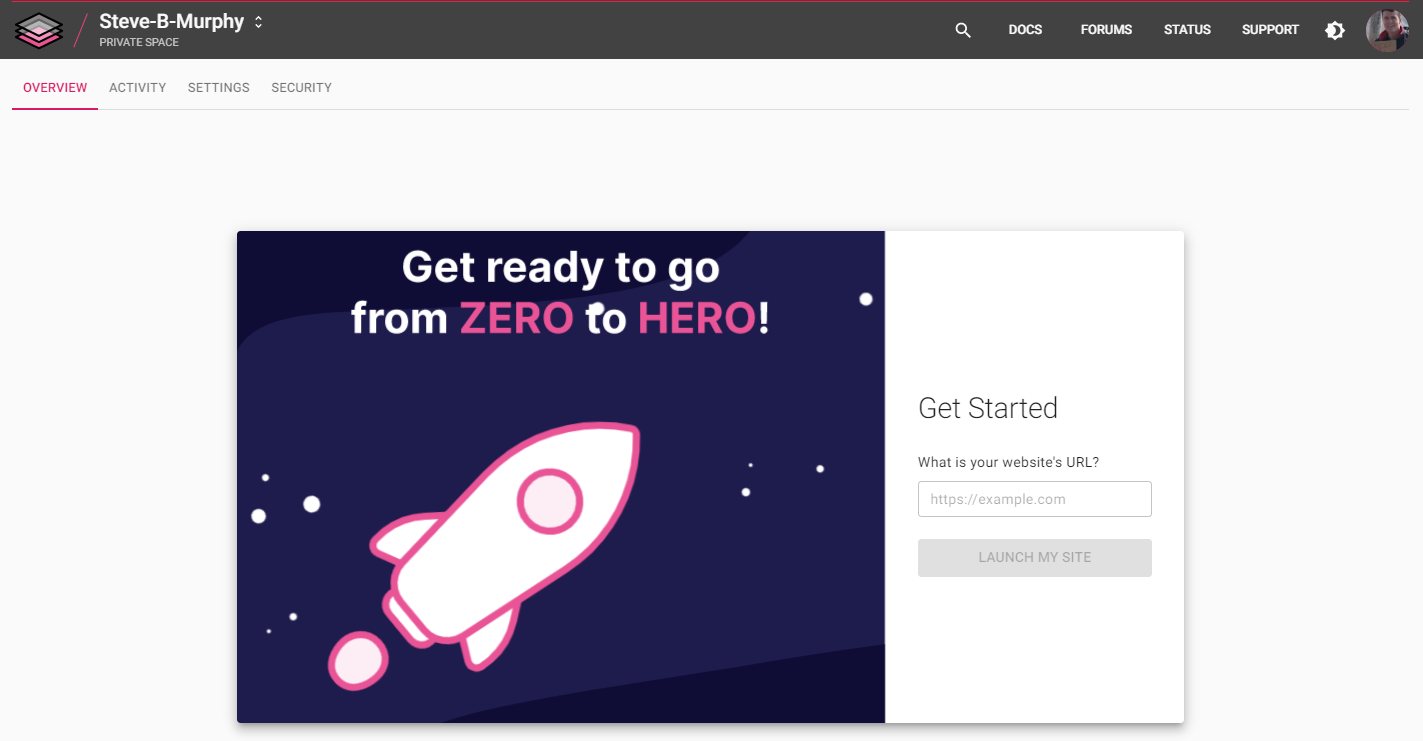 Steve-B-Murphy
PRIVATE SPACE
DOCS FORUMS STATUS SUPPORT
OVERVIEW ACTIVITY SETTINGS SECURITY
Get ready to go
from ZERO to HERO!
Get Started
What is your website's URL?
https://example.com
LAUNCH MY SITE